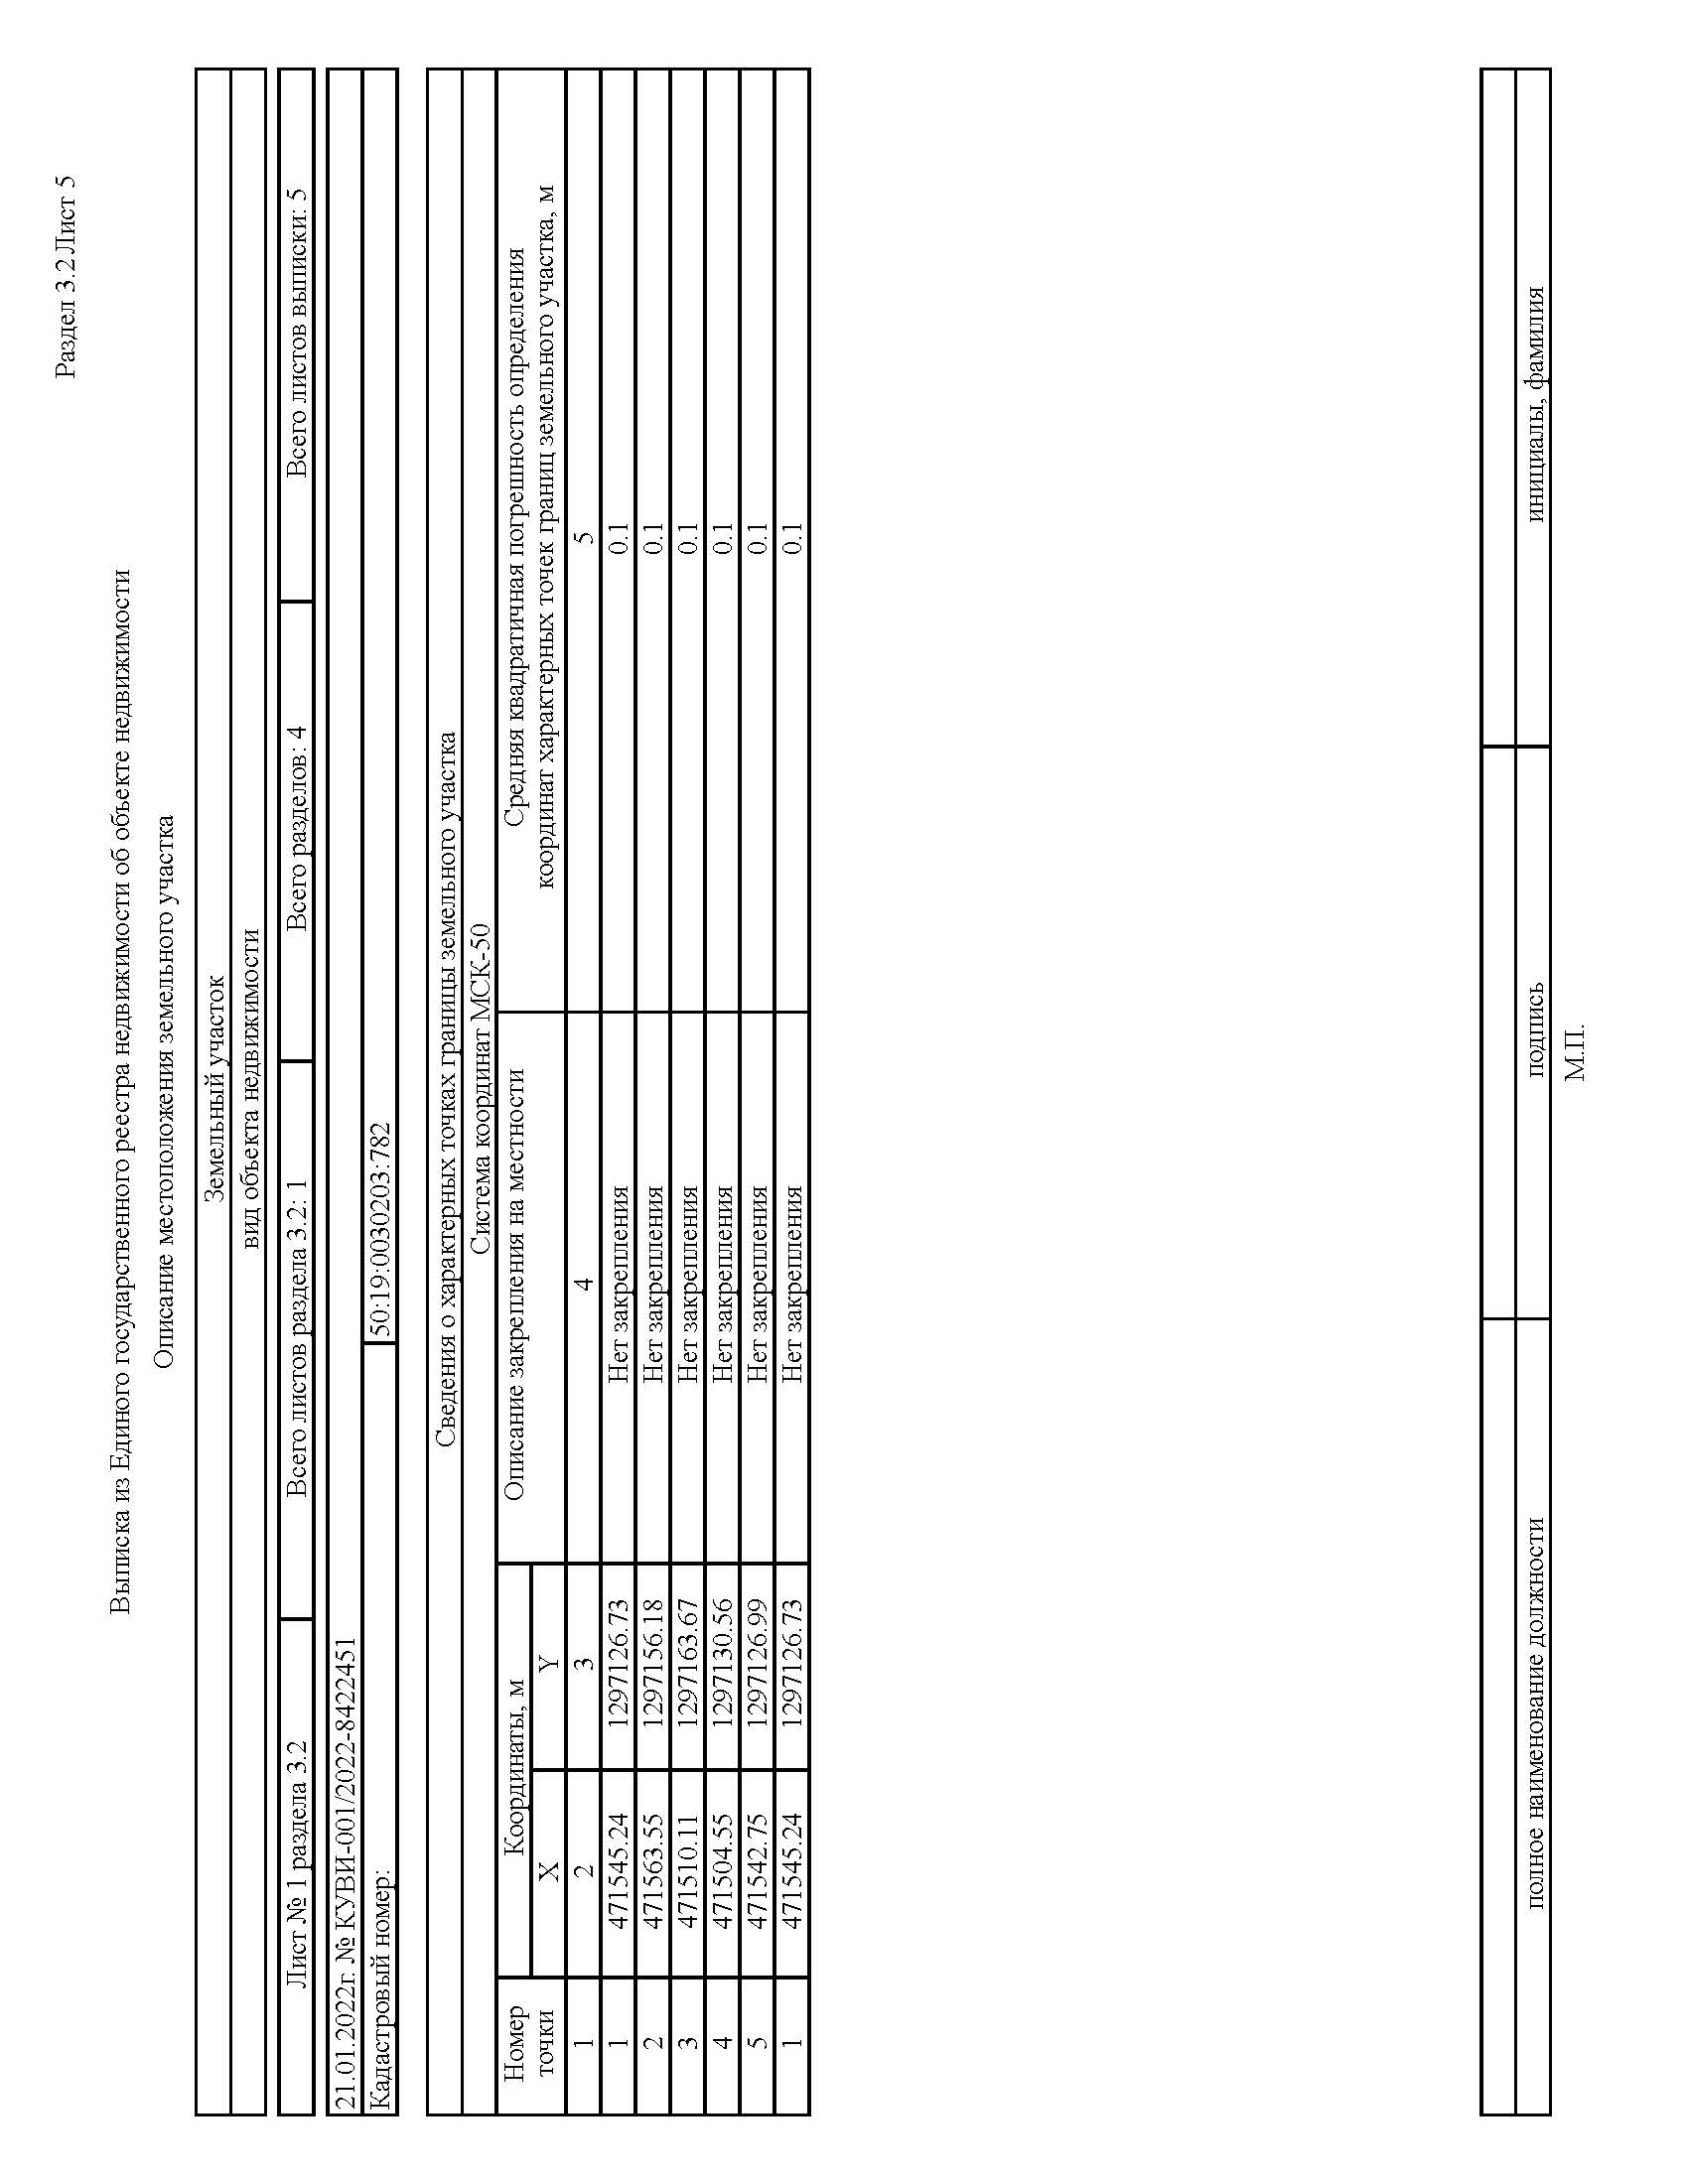 Раздел 3.2 Лист 5
Выписка из Единого государственного реестра недвижимости об объекте недвижимости
Описание местоположения земельного участка
Земельный участок
вид объекта недвижимости
Лист № 1 раздела 3.2 Всего листов раздела 3.2: 1 Всего разделов: 4 Всего листов выписки: 5
21.01.2022г. № КУВИ-001/2022-8422451
Кадастровый номер: 50:19:0030203:782
Сведения о характерных точках границы земельного участка
Система координат МСК-50
Номер Координаты, м Описание закрепления на местности Средняя квадратичная погрешность определения
точки X Y координат характерных точек границ земельного участка, м
1 2 3 4 5
1 471545.24 1297126.73 Нет закрепления 0.1
2 471563.55 1297156.18 Нет закрепления 0.1
3 471510.11 1297163.67 Нет закрепления 0.1
4 471504.55 1297130.56 Нет закрепления 0.1
5 471542.75 1297126.99 Нет закрепления 0.1
1 471545.24 1297126.73 Нет закрепления 0.1
полное наименование должности подпись инициалы, фамилия
М.П.